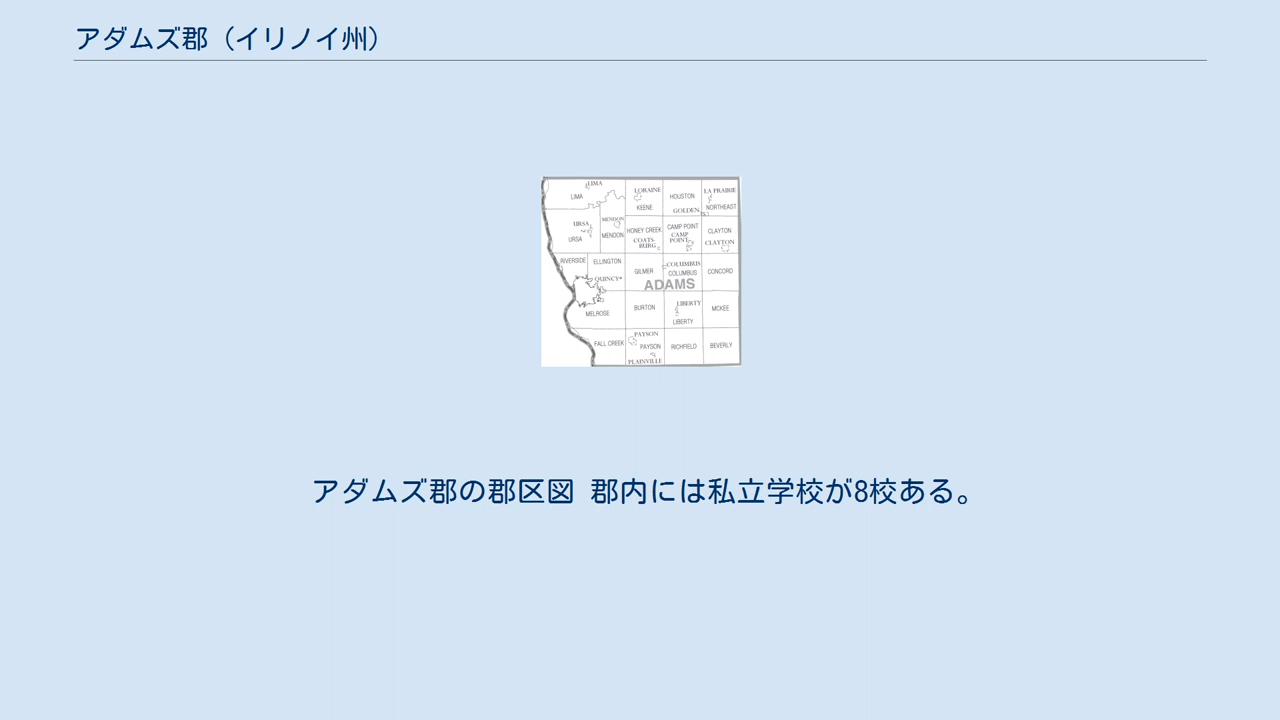 アダムズ郡（イリノイ州）
LIMA
LIMA
LORAINE
KEENE
HOUSTON
GOLDEN
LA PRAIRIE
NORTHEAST
URSA
URSA
MENDON
MENDON
HONEY CREEK
COATS-
BURG
CAMP POINT
CAMP
POINT
CLAYTON
CLAYTON
RIVERSIDE
ELLINGTON
QUINCY
GILMER
COLUMBUS
COLUMBUS
CONCORD
ADAMS
MELROSE
BURTON
LIBERTY
LIBERTY
MCKEE
FALL CREEK
PAYSON
PAYSON
PLAINVILLE
RICHFIELD
BEVERLY
アダムズ郡の郡区図 郡内には私立学校が8校ある。